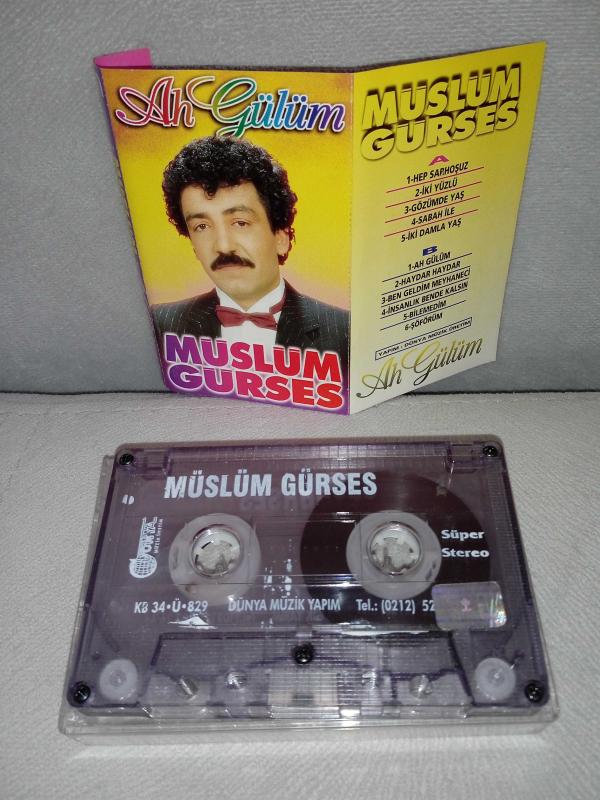 Ah Gülüm
MUSLUM
GURSES
MUSLUM
GURSES
A
1-HEP SARHOŞUZ
2-İKİ YÜZLÜ
3-GÖZÜMDE YAŞ
4-SABAH İLE
5-İKİ DAMLA YAŞ
B
1-AH GÜLÜM
2-HAYDAR HAYDAR
3-BEN GELDİM MEYHANECİ
4-İNSANLIK BENDE KALSIN
5-BİLEMEDİM
6-ŞOFÖRÜM
YAPIM : DÜNYA MÜZİK ÜRETİM
Ah Gülüm
MÜSLÜM GÜRSES
Süper
Stereo
KB 34·Ü·829 DÜNYA MÜZİK YAPIM Tel.: (0212) 52